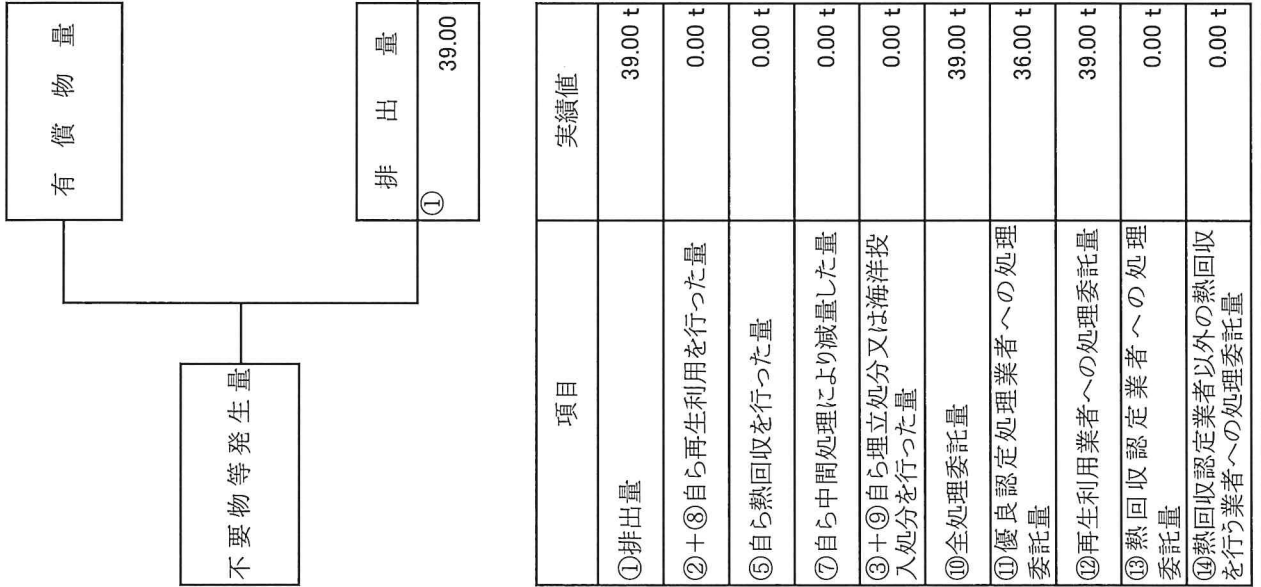 有償物量
不要物等発生量
排出量
①
39.00
項目 実績値
①排出量 39.00 t
②+⑧自ら再生利用を行った量 0.00 t
⑤自ら熱回収を行った量 0.00 t
⑦自ら中間処理により減量した量 0.00 t
③+⑨自ら埋立処分又は海洋投
入処分を行った量 0.00 t
⑩全処理委託量 39.00 t
⑪優良認定処理業者への処理
委託量 36.00 t
⑫再生利用業者への処理委託量 39.00 t
⑬熱回収認定業者への処理
委託量 0.00 t
⑭熱回収認定業者以外の熱回収
を行う業者への処理委託量 0.00 t